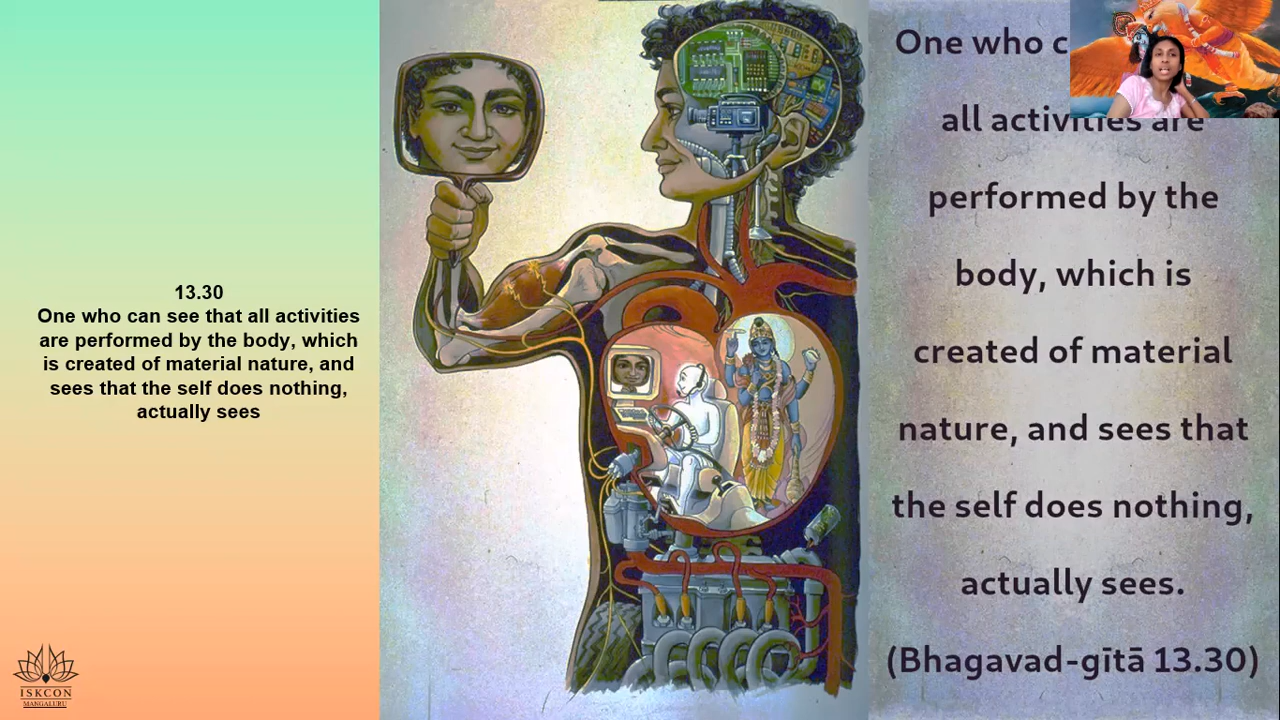 13.30
One who can see that all activities
are performed by the body, which
is created of material nature, and
sees that the self does nothing,
actually sees
ISKCON
MANGALURU
One who c
all activities are
performed by the
body, which is
created of material
nature, and sees that
the self does nothing,
actually sees.
(Bhagavad-gītā 13.30)